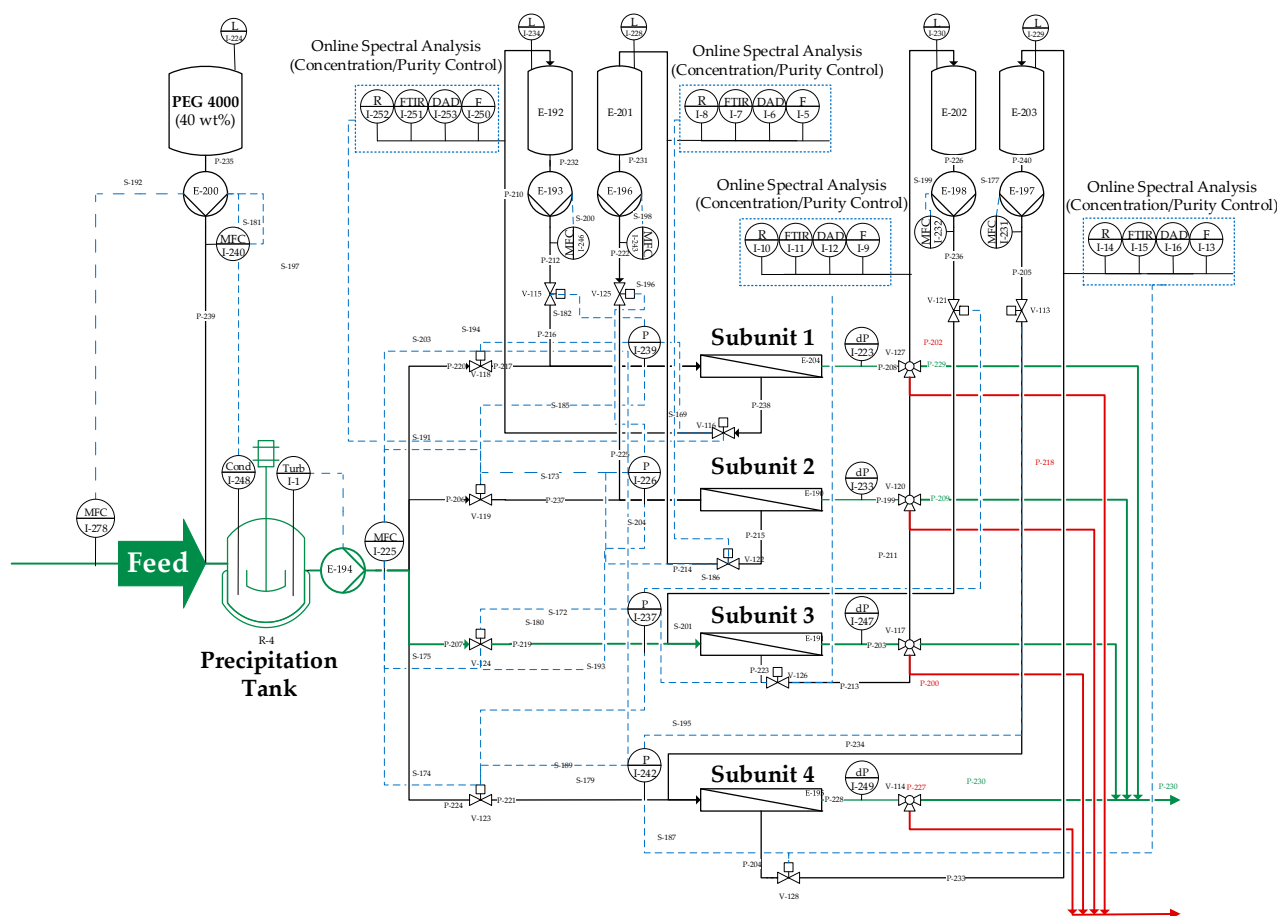 L
I-224
L
I-234
L
I-228
L
I-230
L
I-229
Online Spectral Analysis
(Concentration/Purity Control)
Online Spectral Analysis
(Concentration/Purity Control)
PEG 4000
(40 wt%)
R
I-252
FTIR
I-251
DAD
I-253
F
I-250
E-192
E-201
R
I-8
FTIR
I-7
DAD
I-6
F
I-5
E-202
E-203
P-235
P-232
P-231
P-226
P-240
S-192
E-200
P-210
E-193
E-196
S-199
E-198
S-177
E-197
Online Spectral Analysis
(Concentration/Purity Control)
Online Spectral Analysis
(Concentration/Purity Control)
S-181
S-200
S-198
MFC
I-240
MFC
I-246
MFC
I-243
MFC
I-232
MFC
I-231
R
I-10
FTIR
I-11
DAD
I-12
F
I-9
R
I-14
FTIR
I-15
DAD
I-16
F
I-13
S-197
P-212
P-222
P-236
P-205
V-115
V-125
S-196
V-121
V-113
P-239
S-182
P-216
S-194
S-203
P
I-239
Subunit 1
E-204
dP
I-223
V-127
P-202
P-220
P-217
V-118
P-208
P-229
S-185
P-238
S-169
V-116
S-191
P-225
Subunit 2
P-218
Cond
I-248
Turb
I-1
S-173
P
I-226
E-190
dP
I-233
V-120
P-206
P-237
V-119
P-199
P-209
MFC
I-278
MFC
I-225
S-204
P-215
P-211
Feed
E-194
P-214
S-186
V-122
S-172
S-180
P
I-237
S-201
Subunit 3
E-191
dP
I-247
V-117
R-4
Precipitation
Tank
P-207
P-219
V-124
P-203
S-175
S-193
P-223
V-126
P-213
P-200
S-195
P-234
S-174
S-189
S-179
P
I-242
Subunit 4
E-195
dP
I-249
V-114
P-227
P-230
P-230
P-224
P-221
V-123
P-228
S-187
P-204
V-128
P-233